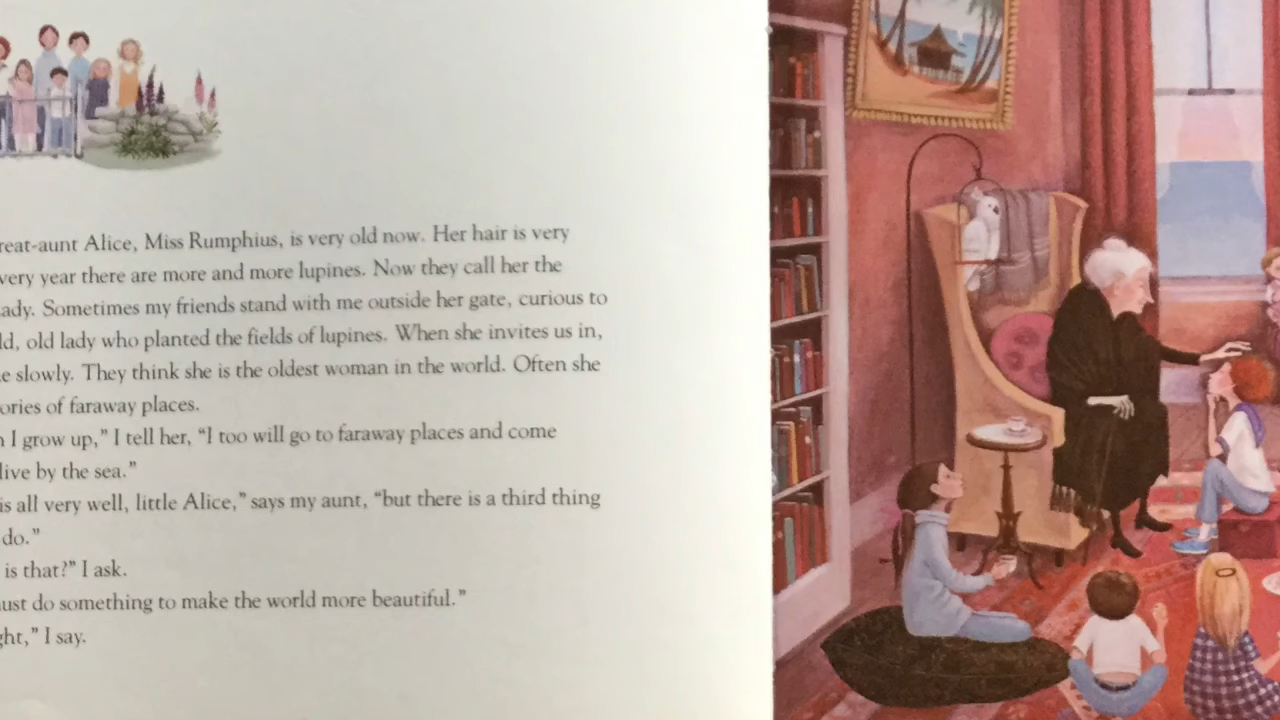 reat-aunt Alice, Miss Rumphius, is very old now. Her hair is very
very year there are more and more lupines. Now they call her the
ady. Sometimes my friends stand with me outside her gate, curious to
ld, old lady who planted the fields of lupines. When she invites us in,
e slowly. They think she is the oldest woman in the world. Often she
ories of faraway places.
n I grow up,” I tell her, “I too will go to faraway places and come
live by the sea.”
is all very well, little Alice,” says my aunt, “but there is a third thing
do.”
is that?” I ask.
ust do something to make the world more beautiful.”
ght,” I say.